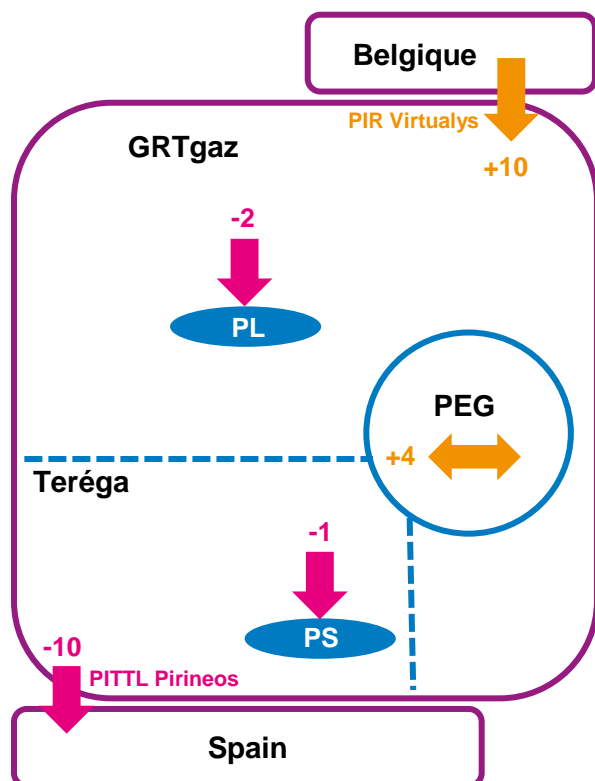 Belgique
PIR Virtualys
GRTgaz
+10
-2
PL
PEG
+4
Teréga
-1
PS
-10
PITTL Pirineos
Spain